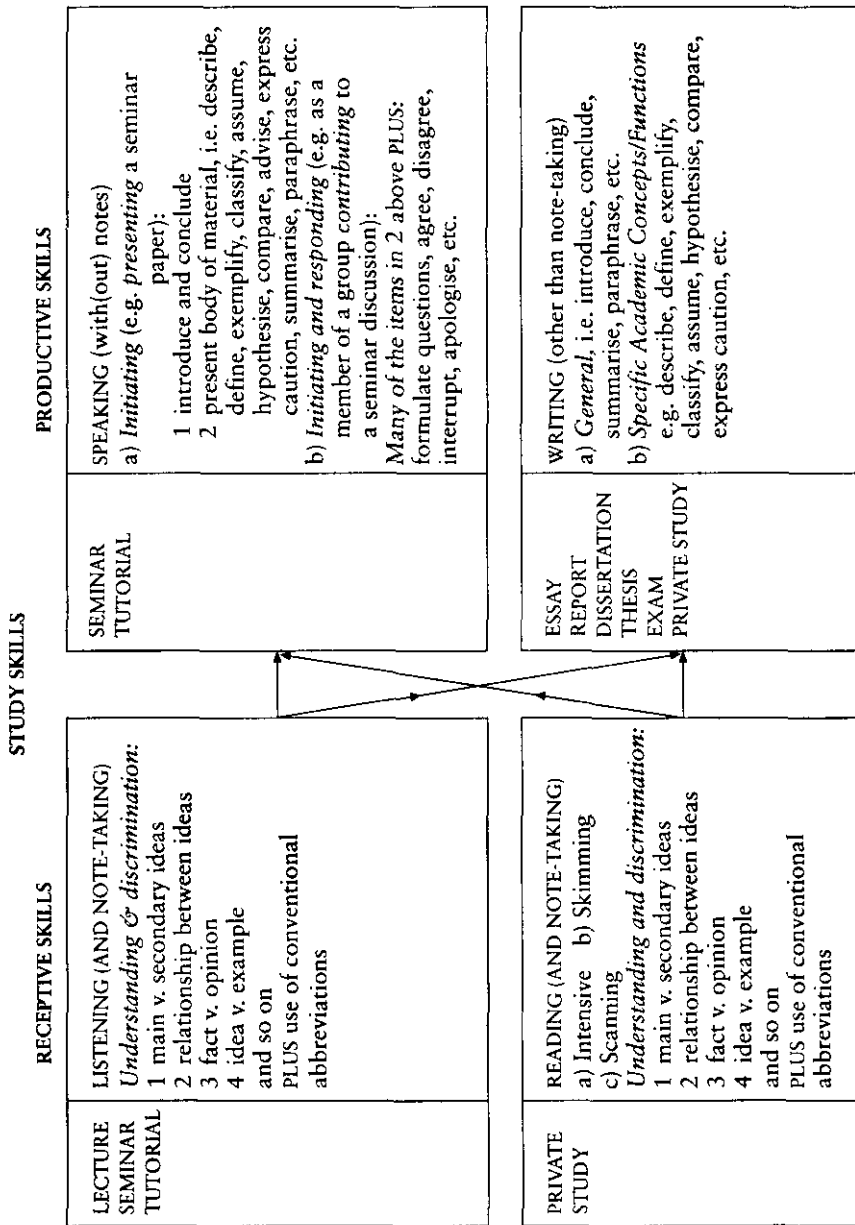 STUDY SKILLS
RECEPTIVE SKILLS
LECTURE
SEMINAR
TUTORIAL
LISTENING (AND NOTE-TAKING)
Understanding & discrimination:
1 main v. secondary ideas
2 relationship between ideas
3 fact v. opinion
4 idea v. example
and so on
PLUS use of conventional
abbreviations
PRIVATE
STUDY
READING (AND NOTE-TAKING)
a) Intensive b) Skimming
c) Scanning
Understanding and discrimination:
1 main v. secondary ideas
2 relationship between ideas
3 fact v. opinion
4 idea v. example
and so on
PLUS use of conventional
abbreviations
PRODUCTIVE SKILLS
SEMINAR
TUTORIAL
SPEAKING (with(out) notes)
a) Initiating (e.g. presenting a seminar
paper):
1 introduce and conclude
2 present body of material, i.e. describe,
define, exemplify, classify, assume,
hypothesise, compare, advise, express
caution, summarise, paraphrase, etc.
b) Initiating and responding (e.g. as a
member of a group contributing to
a seminar discussion):
Many of the items in 2 above PLUS:
formulate questions, agree, disagree,
interrupt, apologise, etc.
ESSAY
REPORT
DISSERTATION
THESIS
EXAM
PRIVATE STUDY
WRITING (other than note-taking)
a) General, i.e. introduce, conclude,
summarise, paraphrase, etc.
b) Specific Academic Concepts/Functions
e.g. describe, define, exemplify,
classify, assume, hypothesise, compare,
express caution, etc.